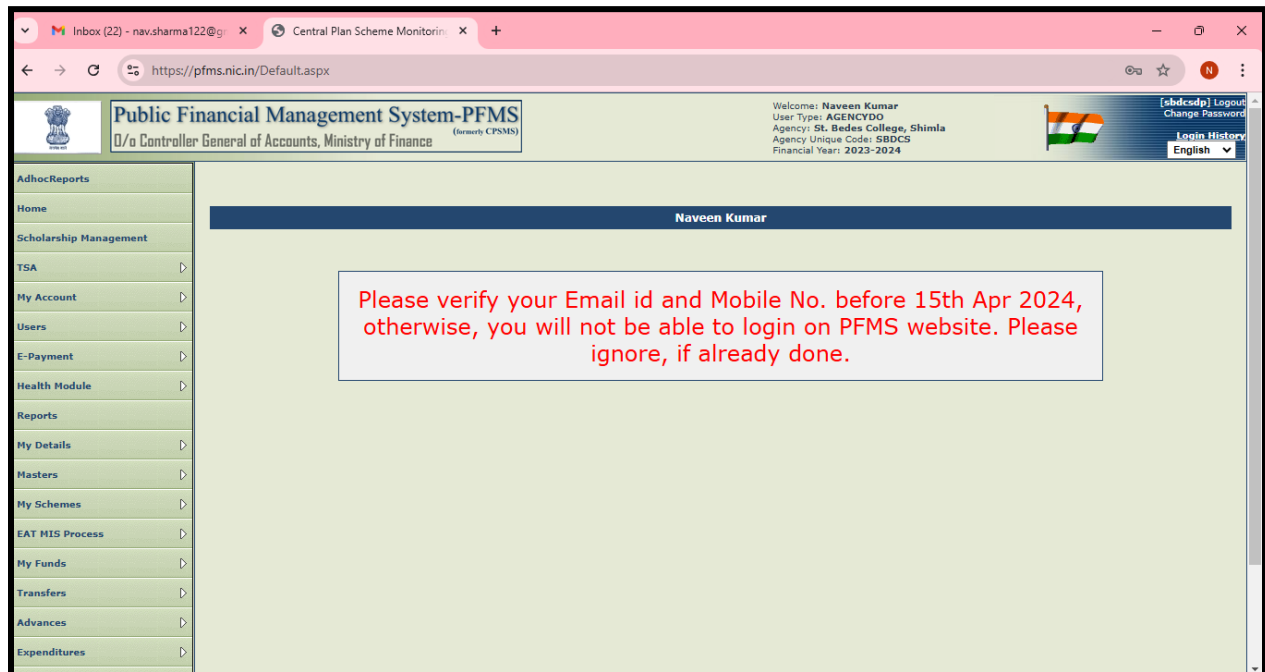 Inbox (22) - nav.sharma122@gr
Central Plan Scheme Monitorin
https://pfms.nic.in/Default.aspx
N
Public Financial Management System-PFMS
(formerly CPSMS)
O/o Controller General of Accounts, Ministry of Finance
Welcome: Naveen Kumar
User Type: AGENCYDO
Agency: St. Bedes College, Shimla
Agency Unique Code: SBDCS
Financial Year: 2023-2024
[sbdcsdp] Logout
Change Password
Login History
English
AdhocReports
Home
Scholarship Management
TSA
My Account
Users
E-Payment
Health Module
Reports
My Details
Masters
My Schemes
EAT MIS Process
My Funds
Transfers
Advances
Expenditures
Naveen Kumar
Please verify your Email id and Mobile No. before 15th Apr 2024,
otherwise, you will not be able to login on PFMS website. Please
ignore, if already done.